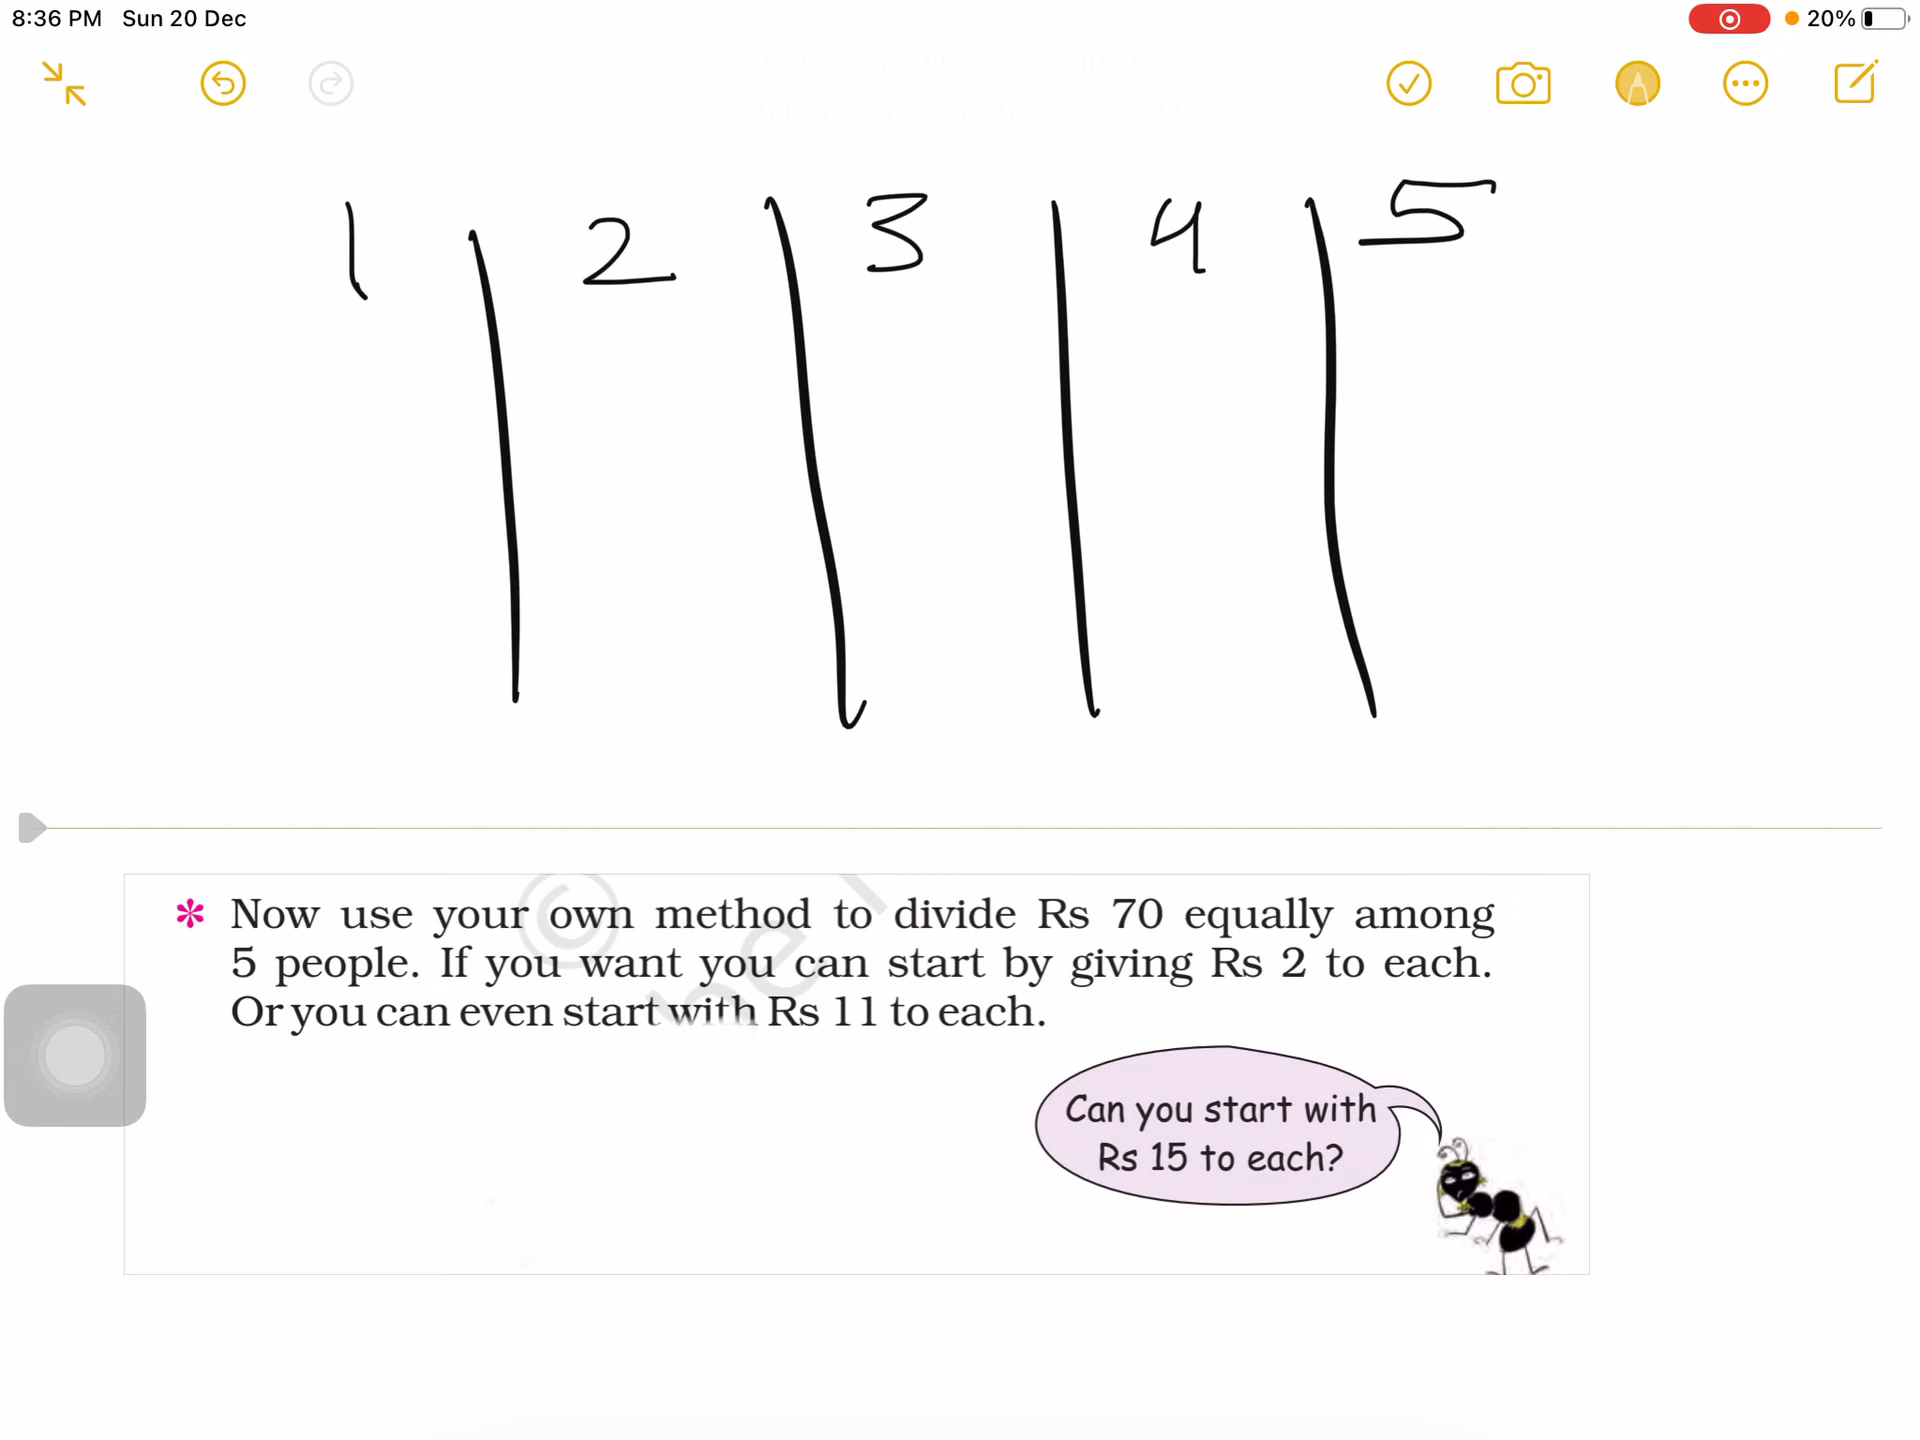 8:36 PM Sun 20 Dec
20%
1 2 3 4 5
* Now use your own method to divide Rs 70 equally among
5 people. If you want you can start by giving Rs 2 to each.
Or you can even start with Rs 11 to each.
Can you start with
Rs 15 to each?